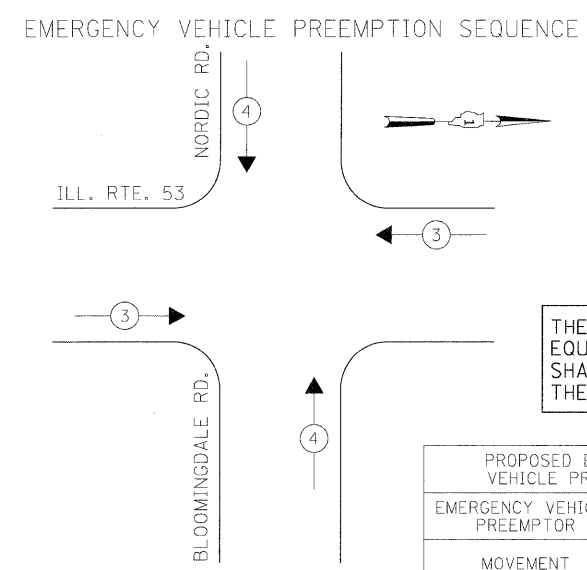 EMERGENCY VEHICLE PREEMPTION SEQUENCE
NORDIC RD.
4
ILL. RTE. 53
3
3
4
BLOOMINGDALE RD.
THE
EQU
SHA
THE
PROPOSED E
VEHICLE PR
EMERGENCY VEHIC
PREEMPTOR
MOVEMENT